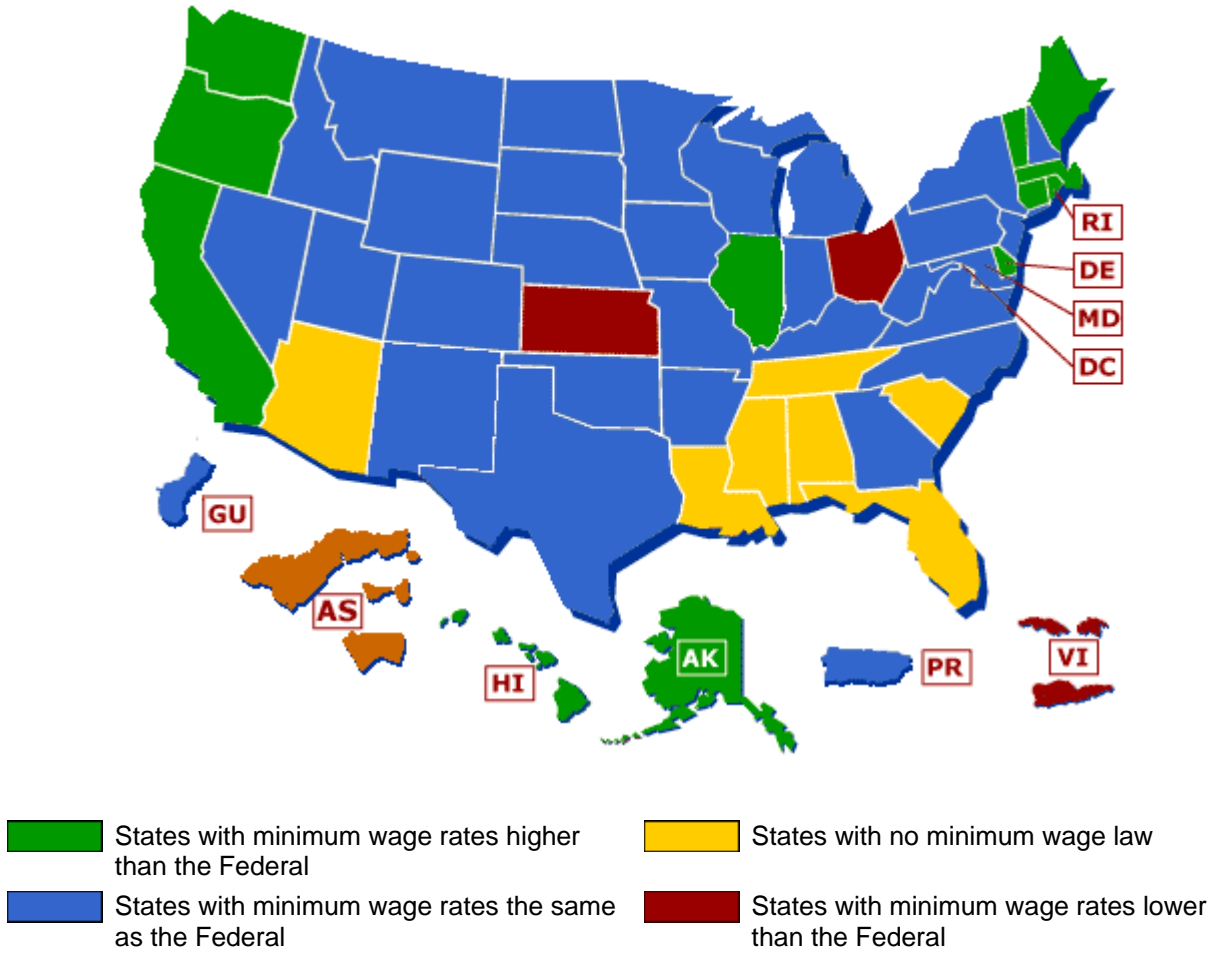 RI
DE
MD
DC
GU
AS
HI
AK
PR
VI
States with minimum wage rates higher
than the Federal
States with no minimum wage law
States with minimum wage rates the same
as the Federal
States with minimum wage rates lower
than the Federal